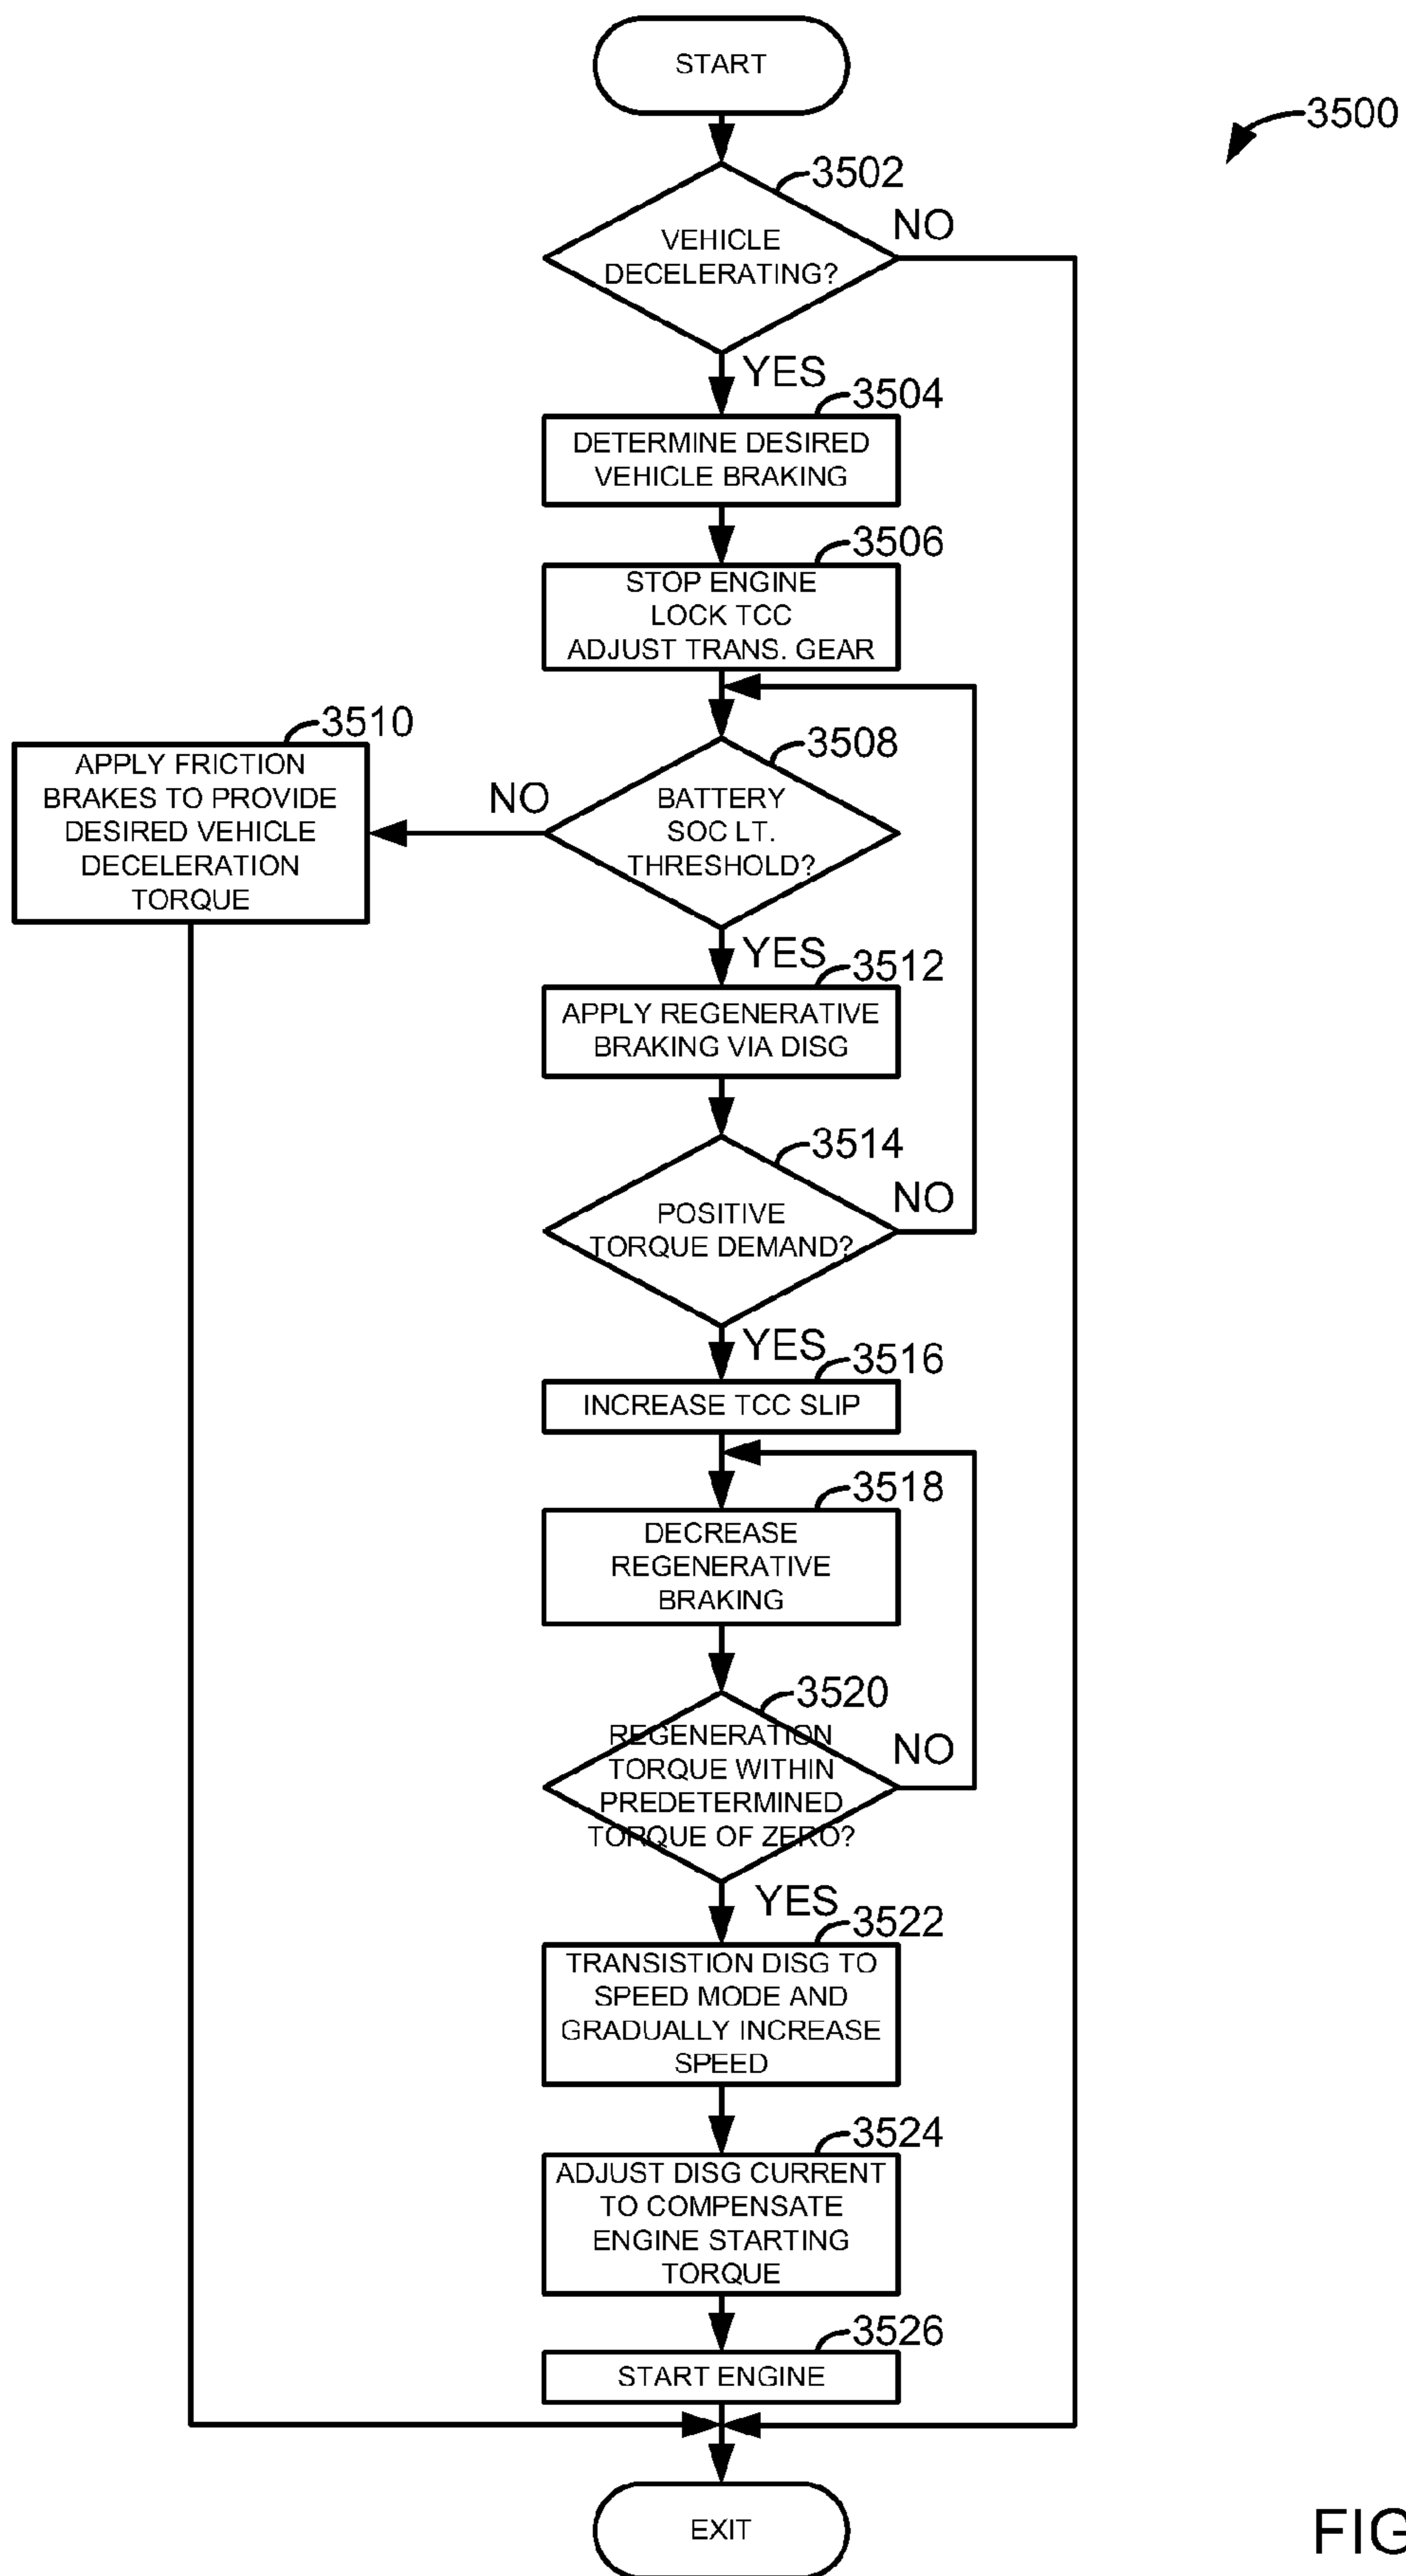 START
3500
3502
VEHICLE
DECELERATING?
NO
YES
3504
DETERMINE DESIRED
VEHICLE BRAKING
3506
STOP ENGINE
LOCK TCC
ADJUST TRANS. GEAR
3510
APPLY FRICTION
BRAKES TO PROVIDE
DESIRED VEHICLE
DECELERATION
TORQUE
NO
3508
BATTERY
SOC LT.
THRESHOLD?
YES
3512
APPLY REGENERATIVE
BRAKING VIA DISG
3514
POSITIVE
TORQUE DEMAND?
NO
YES
3516
INCREASE TCC SLIP
3518
DECREASE
REGENERATIVE
BRAKING
3520
REGENERATION
TORQUE WITHIN
PREDETERMINED
TORQUE OF ZERO?
NO
YES
3522
TRANSISTION DISG TO
SPEED MODE AND
GRADUALLY INCREASE
SPEED
3524
ADJUST DISG CURRENT
TO COMPENSATE
ENGINE STARTING
TORQUE
3526
START ENGINE
EXIT
FIG